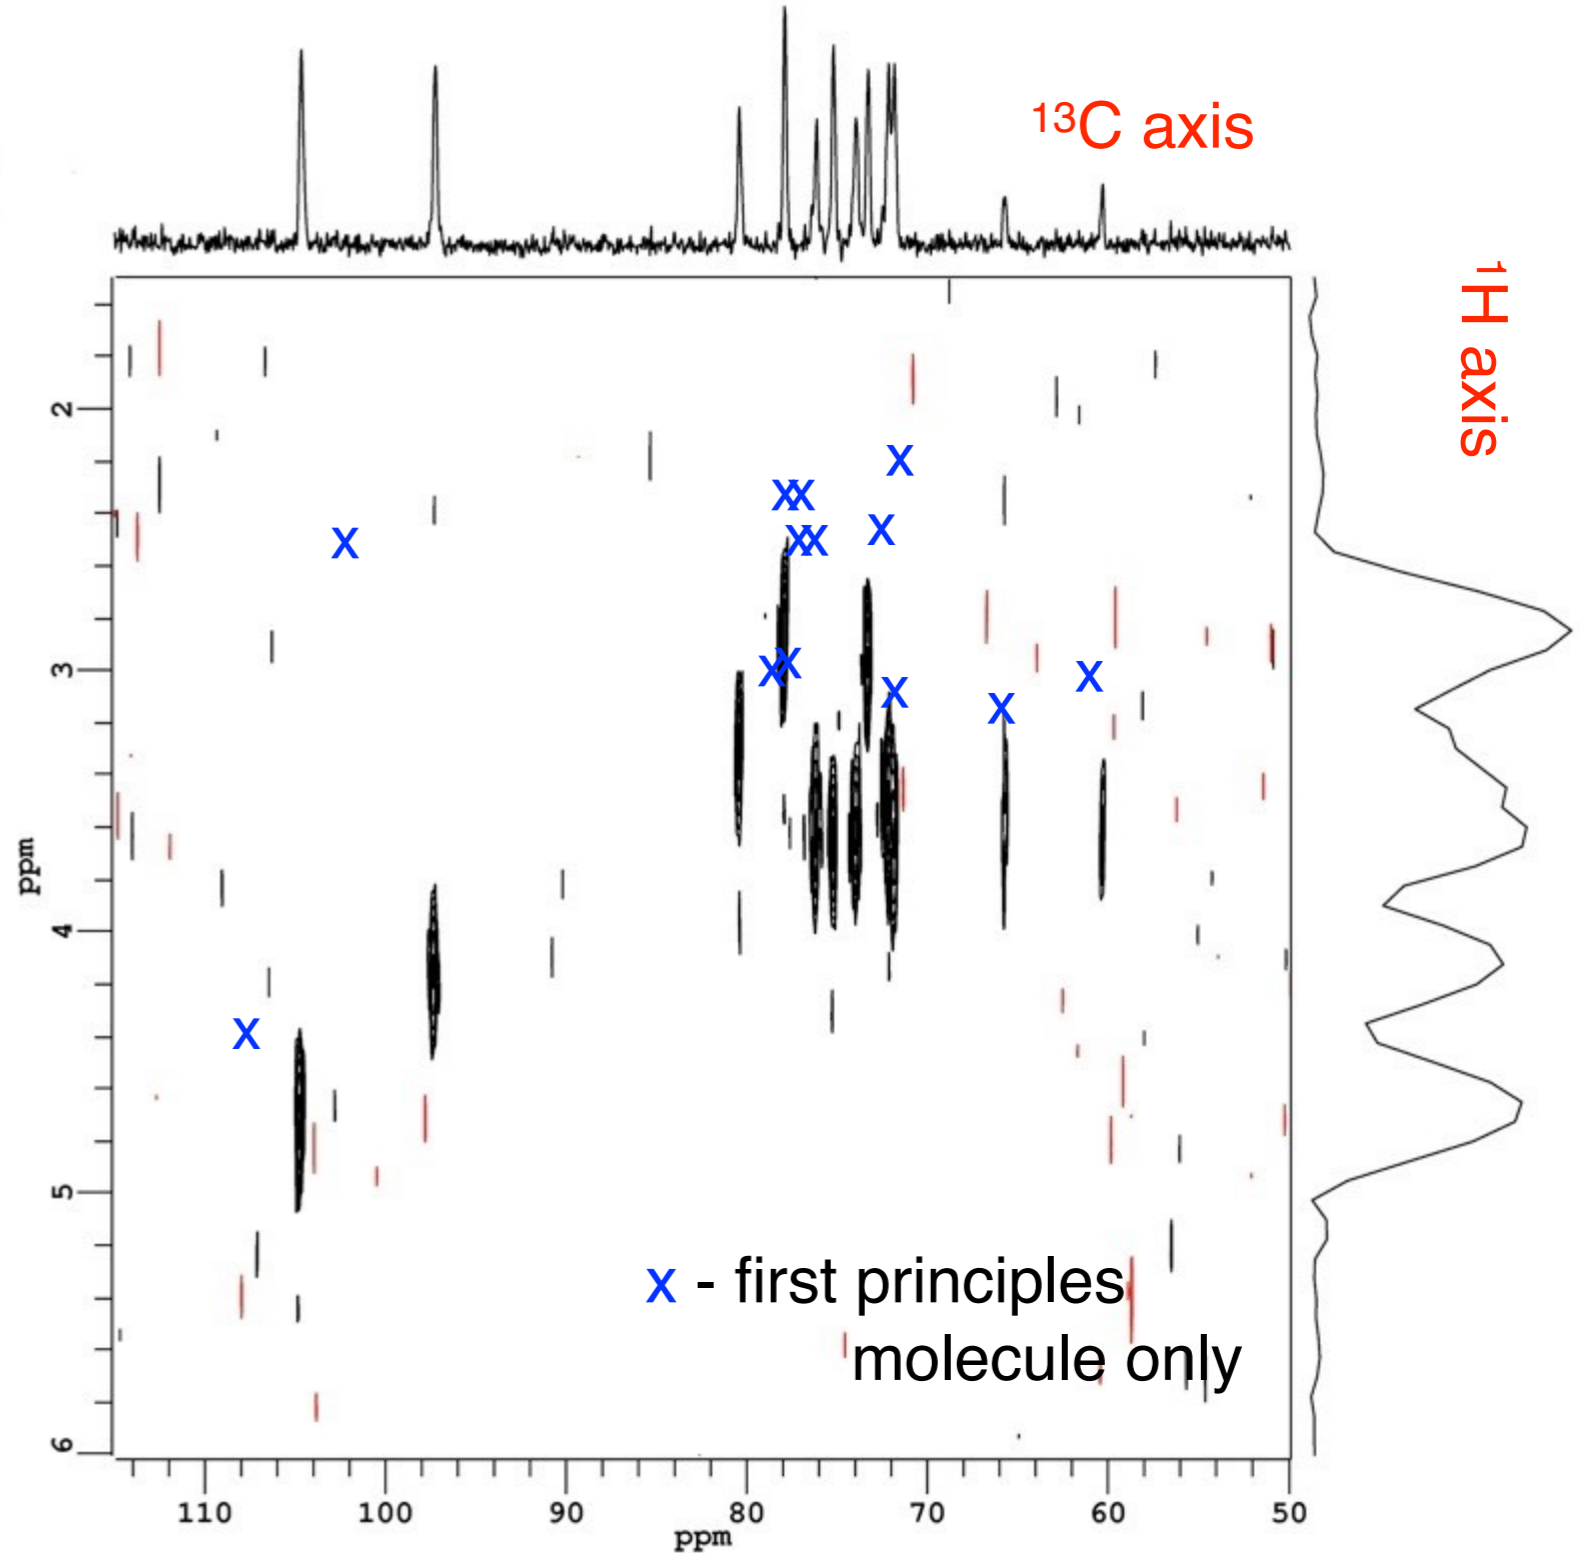 ¹³C axis
¹H axis
2
3
4
5
6
ppm
x - first principles
molecule only
110 100 90 80 70 60 50
ppm